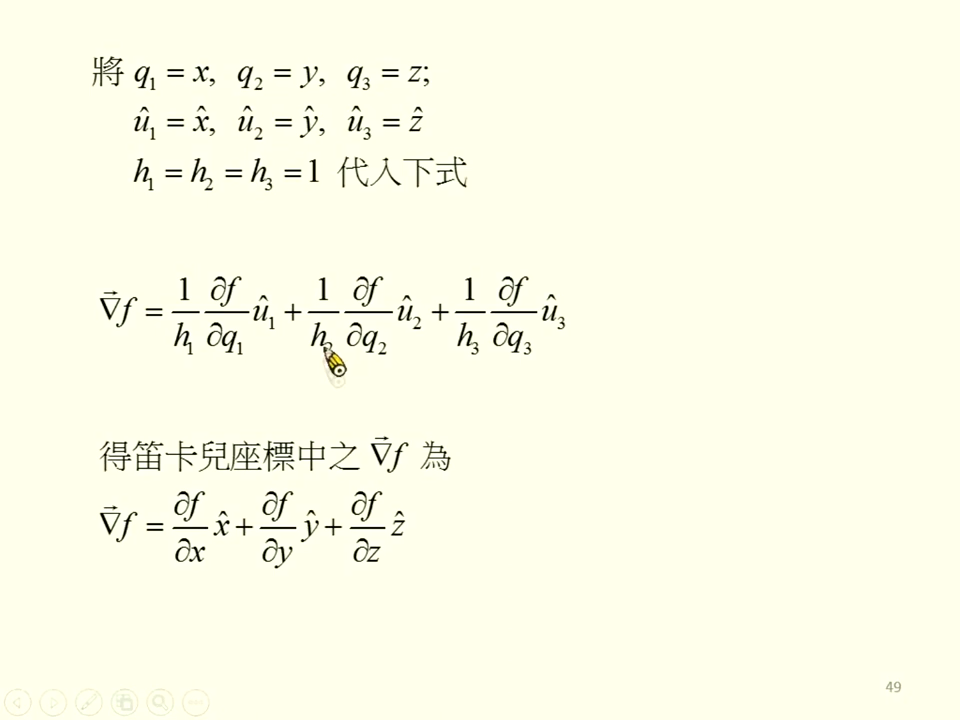 將 q₁ = x, q₂ = y, q₃ = z;
û₁ = x̂, û₂ = ŷ, û₃ = ẑ
h₁ = h₂ = h₃ = 1 代入下式
∇⃗f = 1/h₁ ∂f/∂q₁ û₁ + 1/h₂ ∂f/∂q₂ û₂ + 1/h₃ ∂f/∂q₃ û₃
得笛卡兒座標中之 ∇⃗f 為
∇⃗f = ∂f/∂x x̂ + ∂f/∂y ŷ + ∂f/∂z ẑ
49